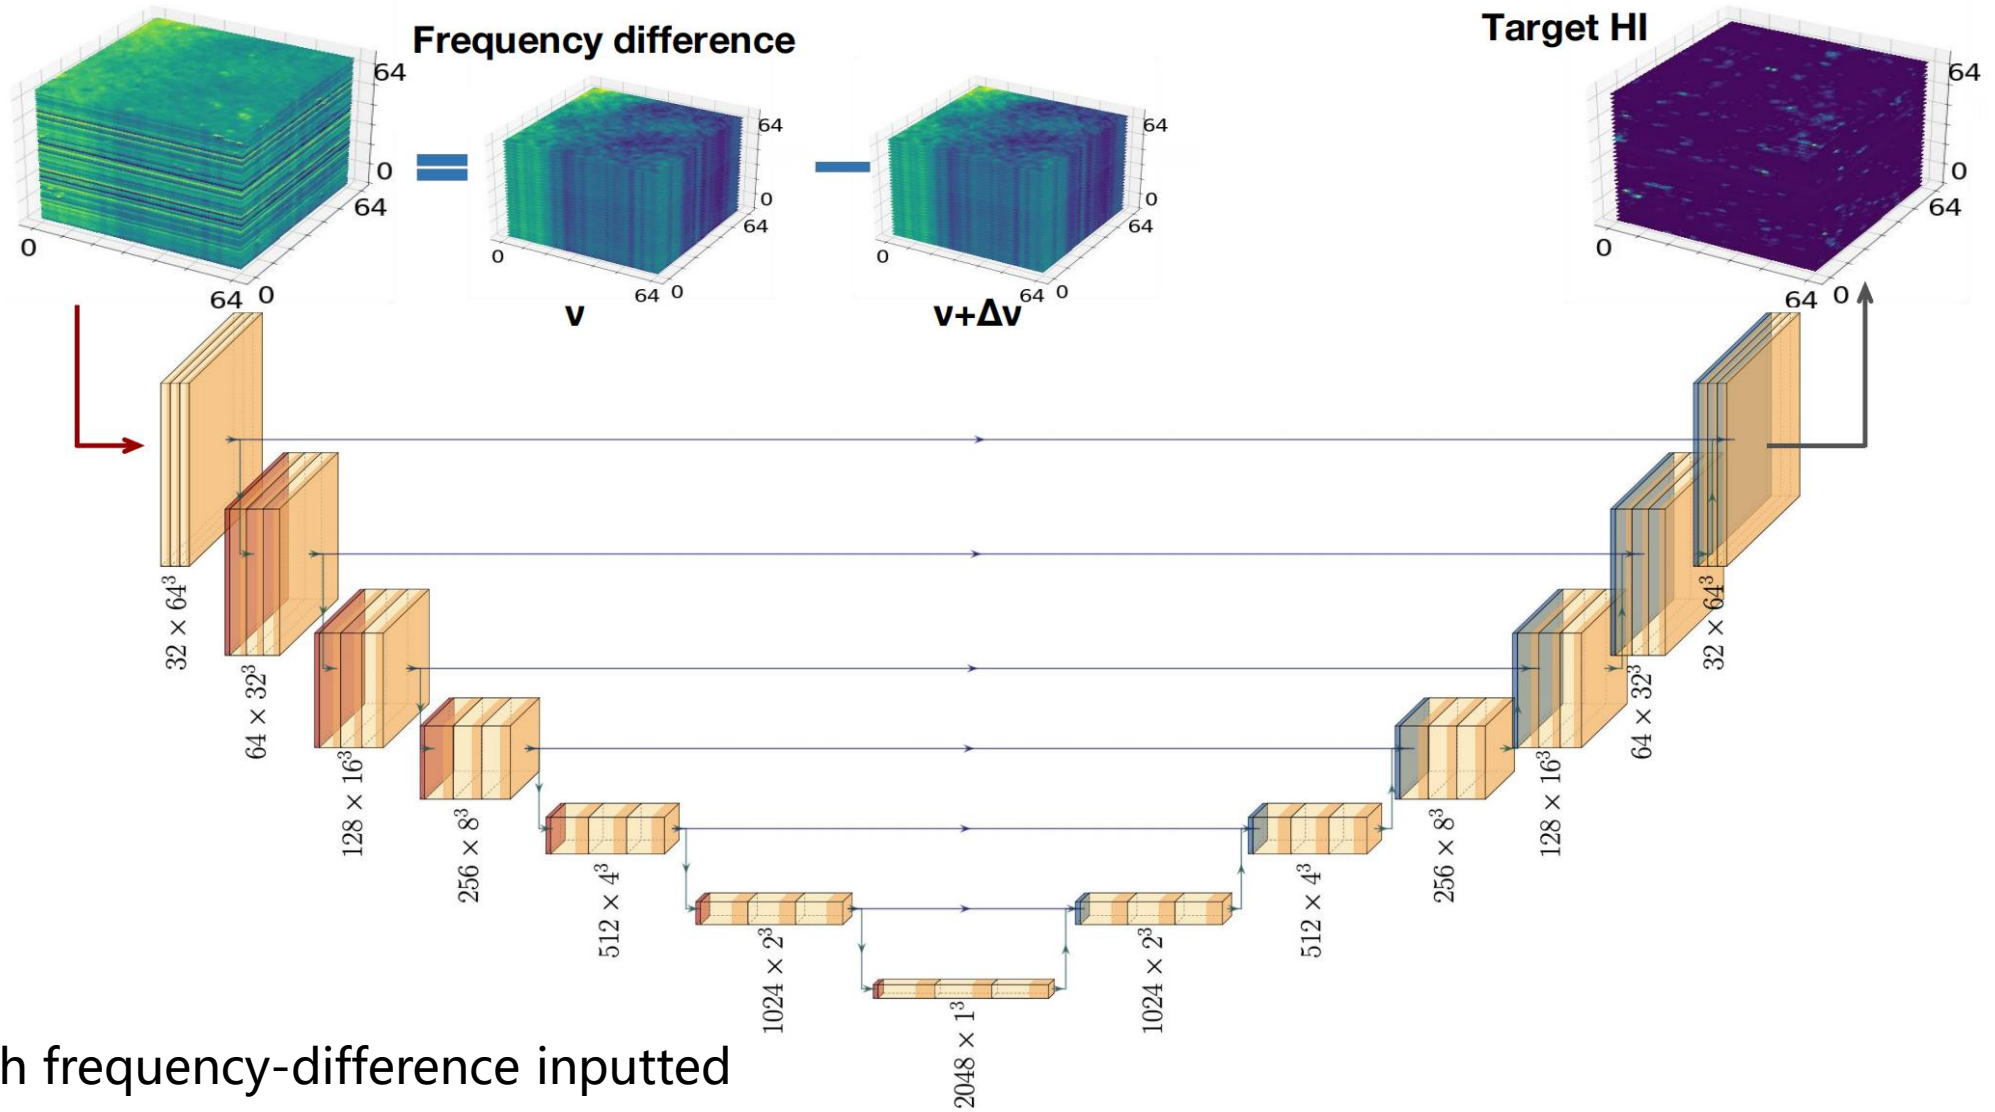 Frequency difference
Target HI
64
0
64
0
64
0
64
0
64
0
64
0
ν
64
0
64
0
64
0
ν+Δν
64
0
64
0
64
0
32 × 64³
64 × 32³
128 × 16³
256 × 8³
512 × 4³
1024 × 2³
2048 × 1³
1024 × 2³
512 × 4³
256 × 8³
128 × 16³
64 × 32³
32 × 64³
h frequency-difference inputted